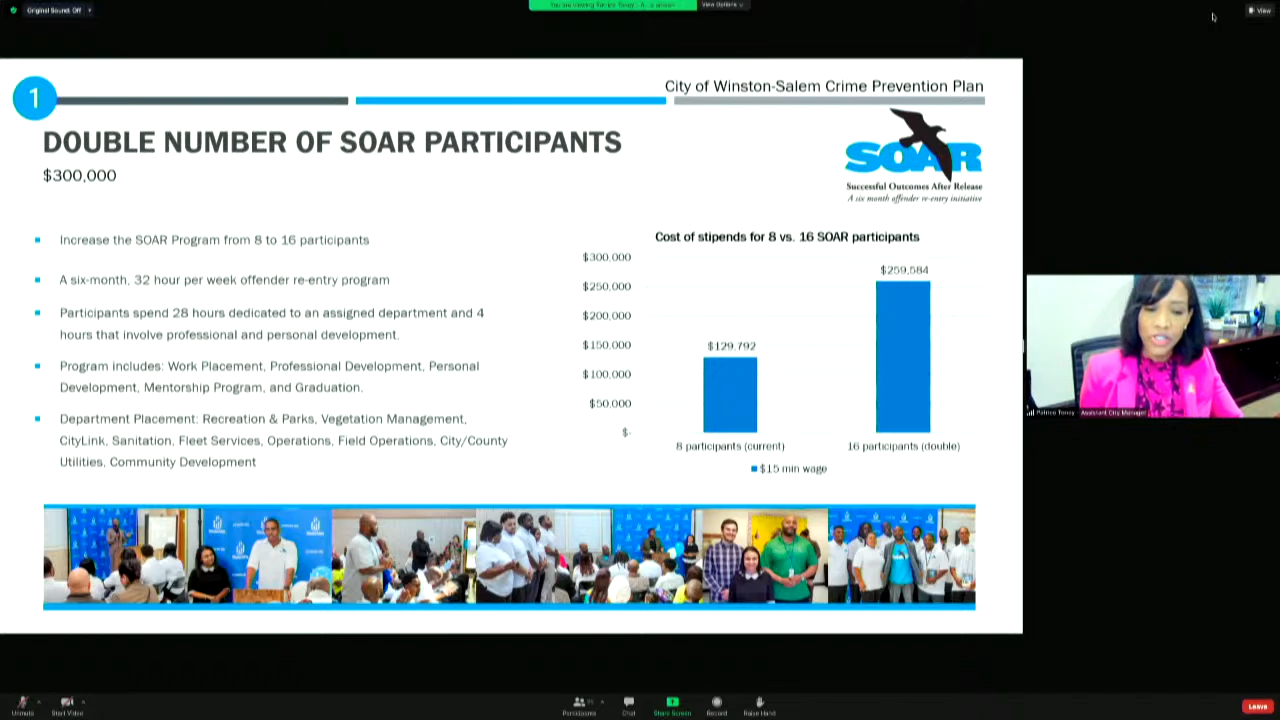 Original Sound: Off
View Options
View
1
City of Winston-Salem Crime Prevention Plan
DOUBLE NUMBER OF SOAR PARTICIPANTS
$300,000
SOAR
Successful Outcomes After Release
A six month offender re-entry initiative
Increase the SOAR Program from 8 to 16 participants
A six-month, 32 hour per week offender re-entry program
Participants spend 28 hours dedicated to an assigned department and 4
hours that involve professional and personal development.
Program includes: Work Placement, Professional Development, Personal
Development, Mentorship Program, and Graduation.
Department Placement: Recreation & Parks, Vegetation Management,
CityLink, Sanitation, Fleet Services, Operations, Field Operations, City/County
Utilities, Community Development
Cost of stipends for 8 vs. 16 SOAR participants
$300,000
$250,000
$200,000
$150,000
$100,000
$50,000
$-
$129,792
$259,584
8 participants (current)
16 participants (double)
$15 min wage
Patrice Toney - Assistant City Manager
Unmute
Start Video
Participants
Chat
Share Screen
Record
Raise Hand
Leave